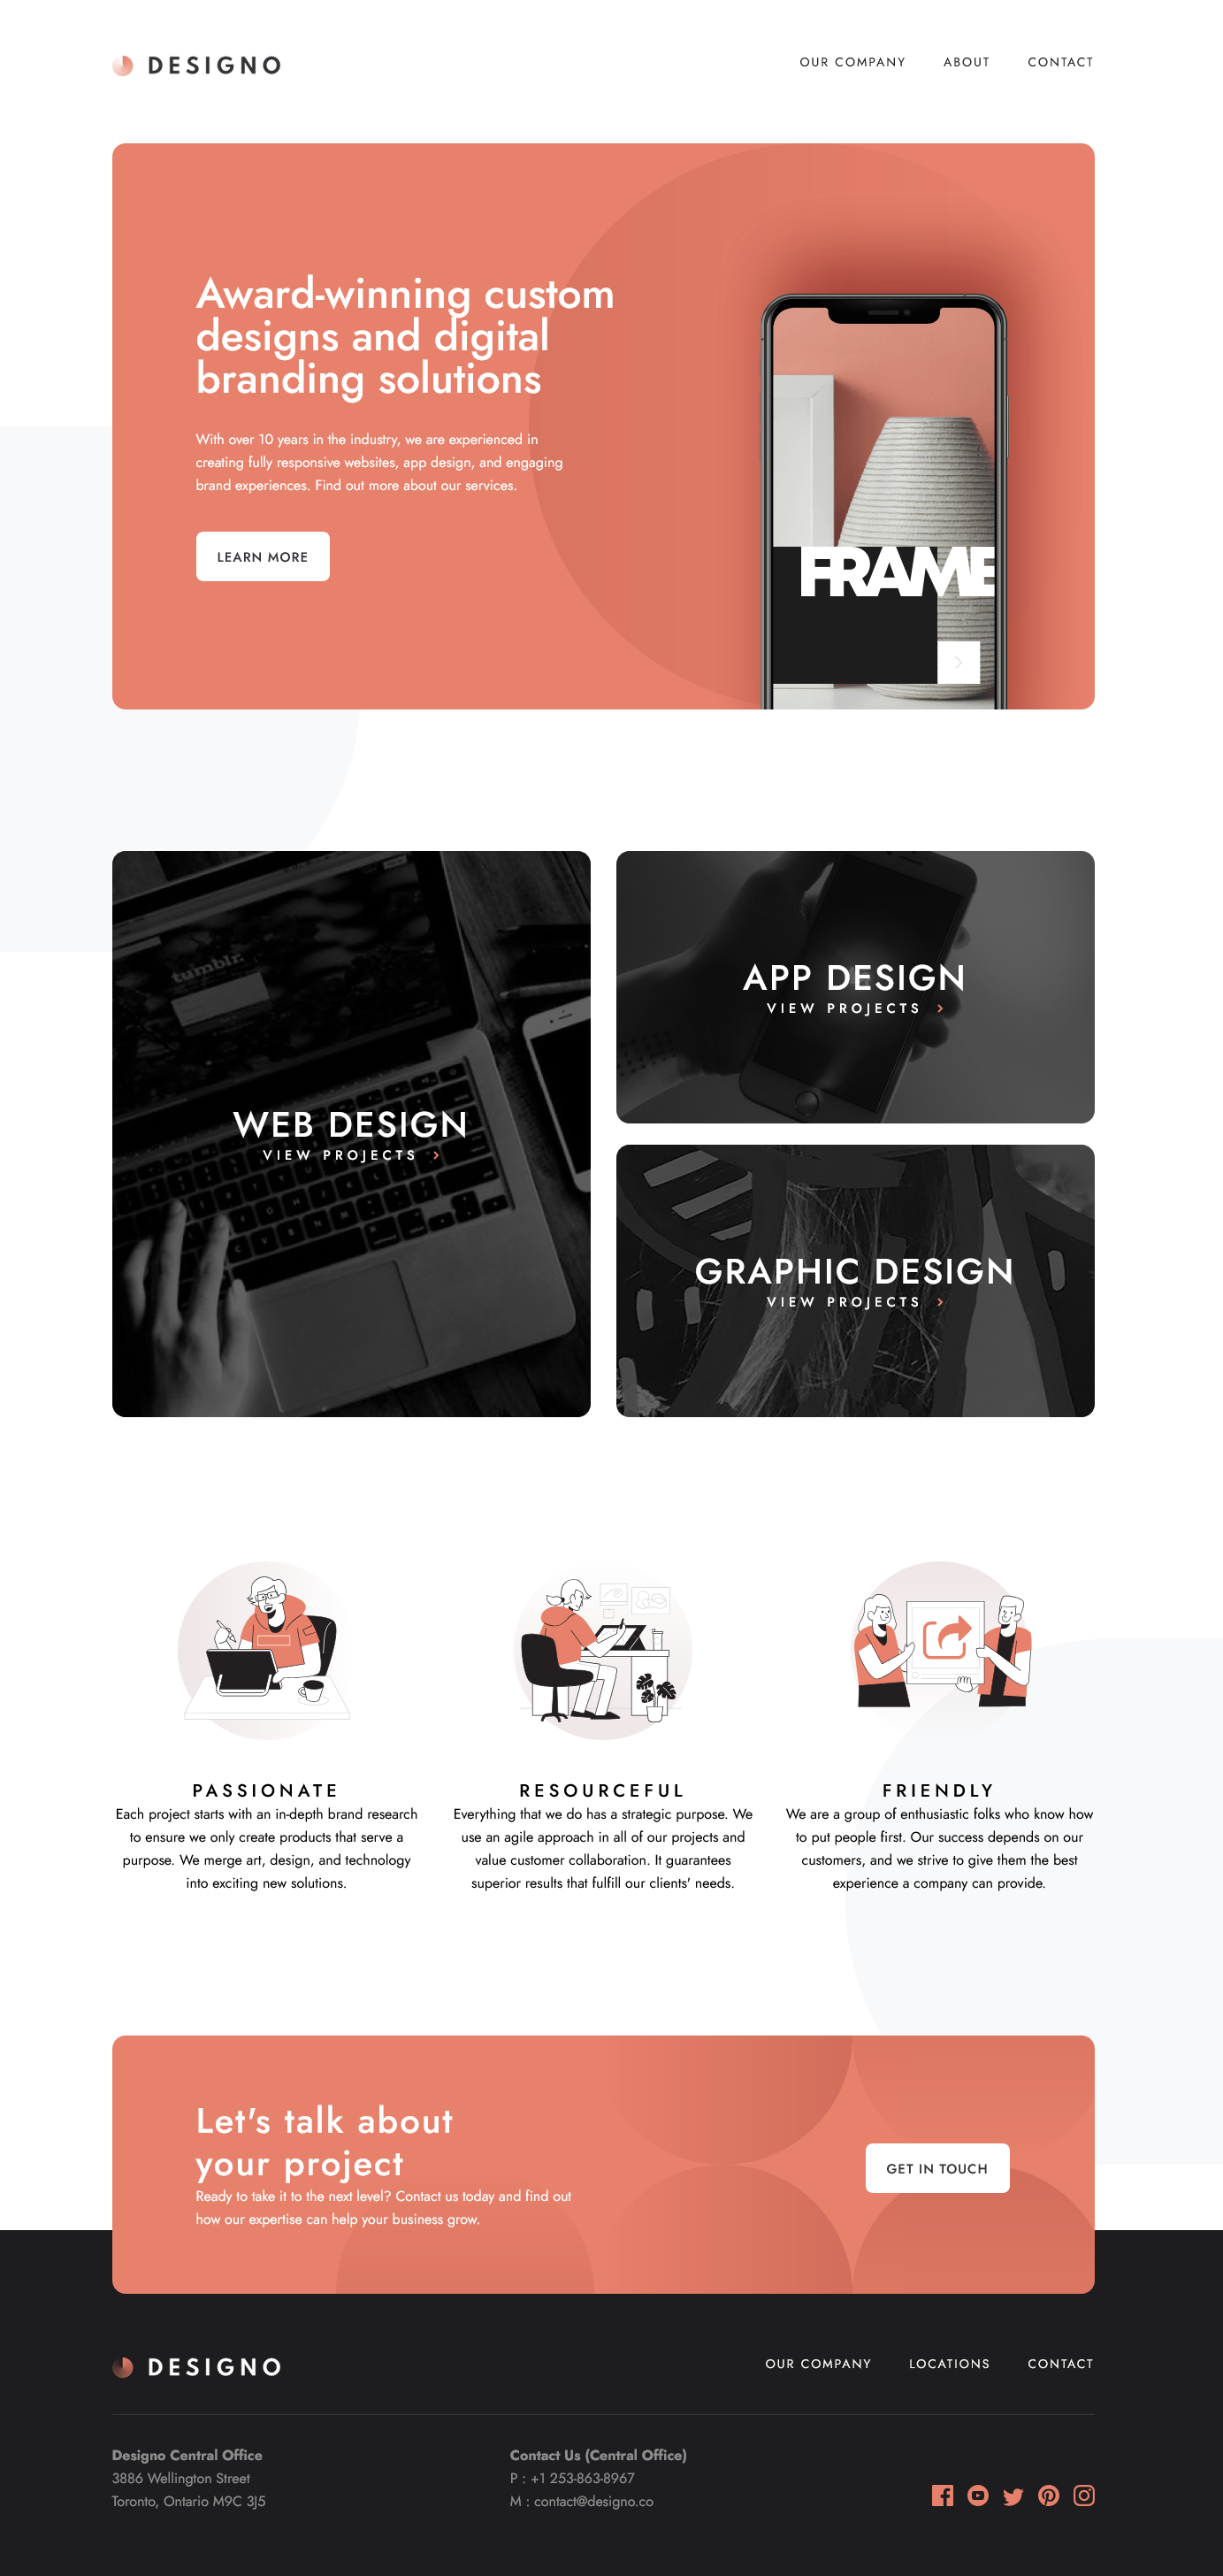 DESIGNO
OUR COMPANY
ABOUT
CONTACT
Award-winning custom
designs and digital
branding solutions
With over 10 years in the industry, we are experienced in
creating fully responsive websites, app design, and engaging
brand experiences. Find out more about our services.
LEARN MORE
FRAME
tumblr.
WEB DESIGN
VIEW PROJECTS
APP DESIGN
VIEW PROJECTS
GRAPHIC DESIGN
VIEW PROJECTS
PASSIONATE
Each project starts with an in-depth brand research
to ensure we only create products that serve a
purpose. We merge art, design, and technology
into exciting new solutions.
RESOURCEFUL
Everything that we do has a strategic purpose. We
use an agile approach in all of our projects and
value customer collaboration. It guarantees
superior results that fulfill our clients' needs.
FRIENDLY
We are a group of enthusiastic folks who know how
to put people first. Our success depends on our
customers, and we strive to give them the best
experience a company can provide.
Let's talk about
your project
Ready to take it to the next level? Contact us today and find out
how our expertise can help your business grow.
GET IN TOUCH
DESIGNO
OUR COMPANY
LOCATIONS
CONTACT
Designo Central Office
3886 Wellington Street
Toronto, Ontario M9C 3J5
Contact Us (Central Office)
P : +1 253-863-8967
M : contact@designo.co